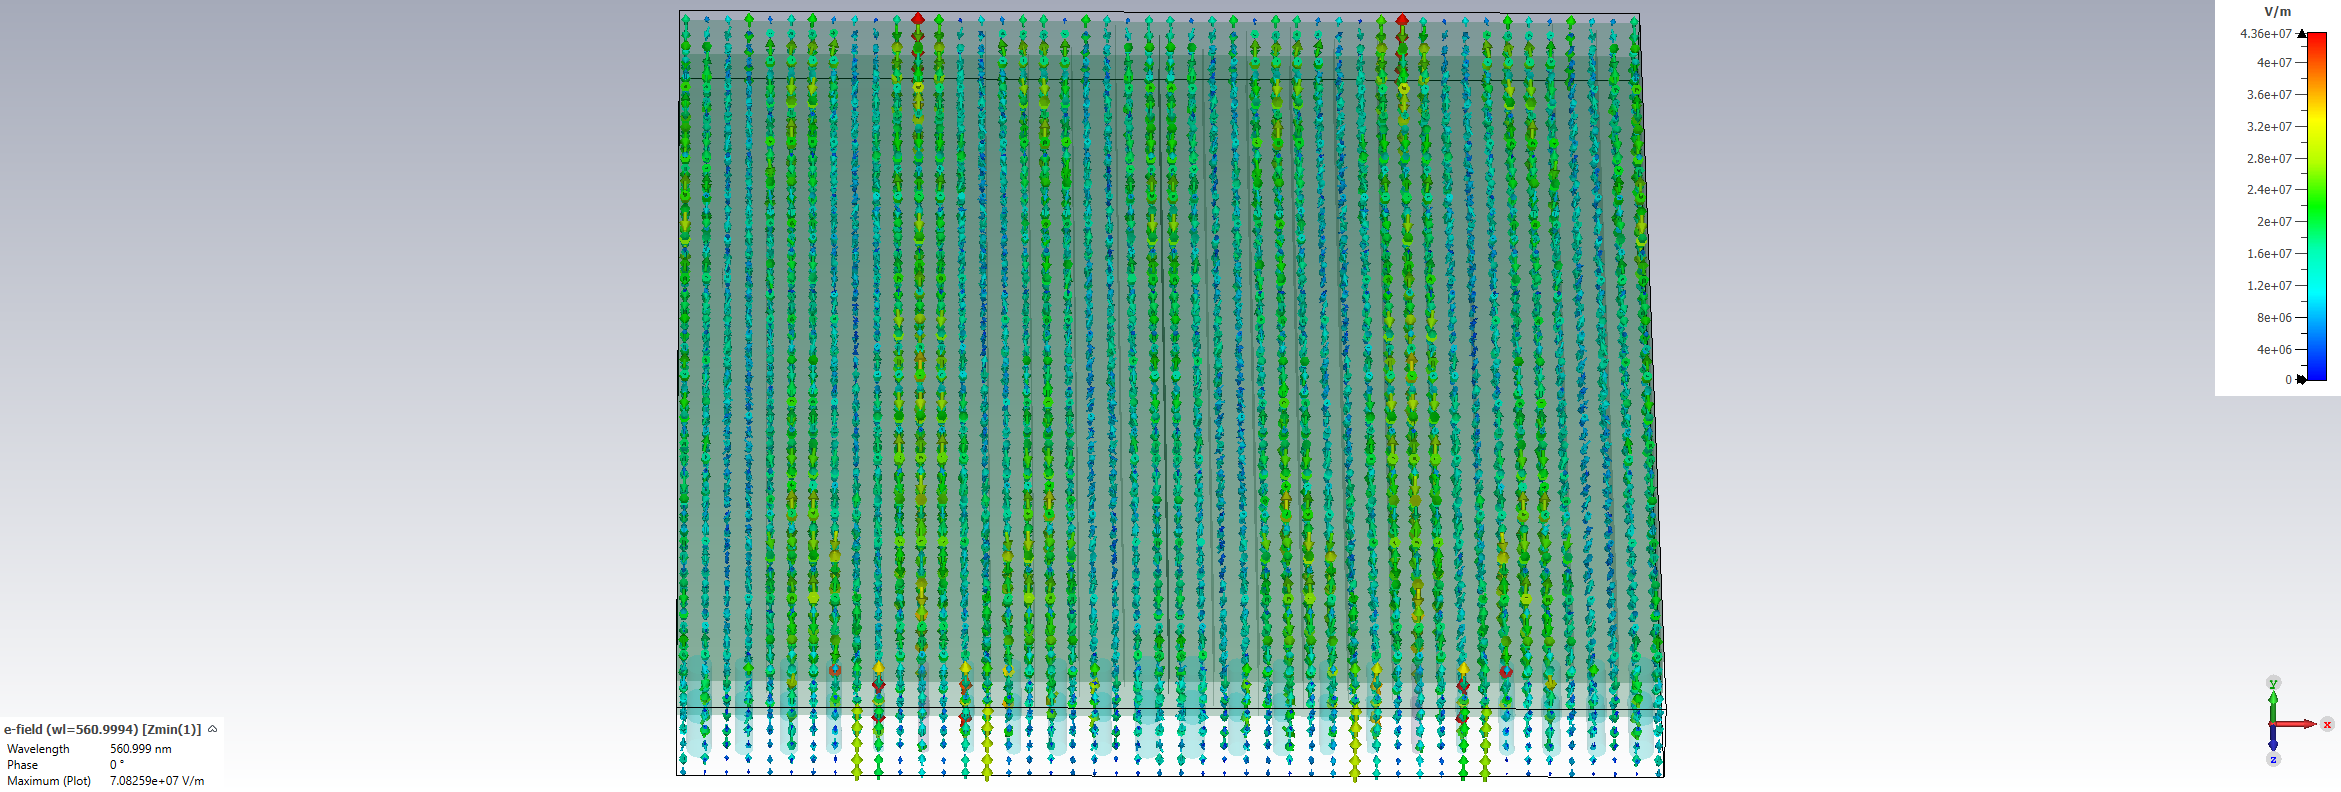 V/m
4.36e+07
4e+07
3.6e+07
3.2e+07
2.8e+07
2.4e+07
2e+07
1.6e+07
1.2e+07
8e+06
4e+06
0
y
x
z
e-field (wl=560.9994) [Zmin(1)]
Wavelength 560.999 nm
Phase 0 °
Maximum (Plot) 7.08259e+07 V/m